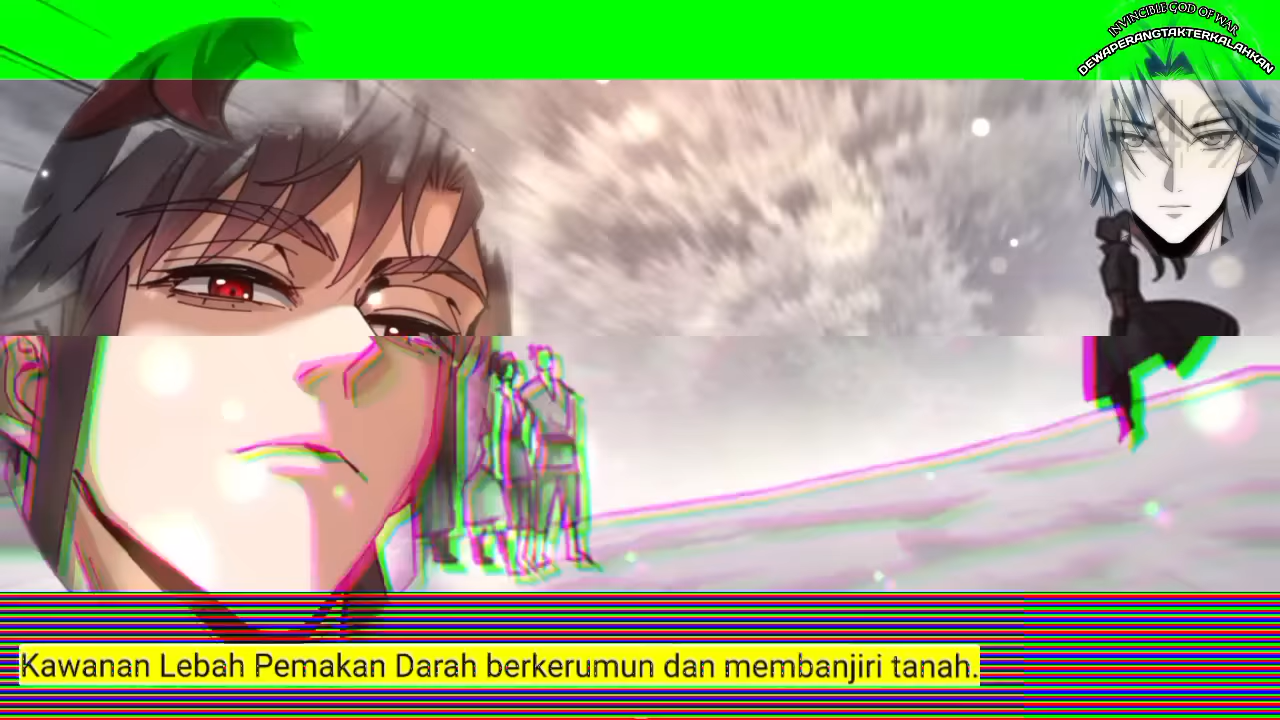 INVINCIBLE GOD OF WAR
DEWAPERANGTAKTERKALAHKAN
Kawanan Lebah Pemakan Darah berkerumun dan membanjiri tanah.